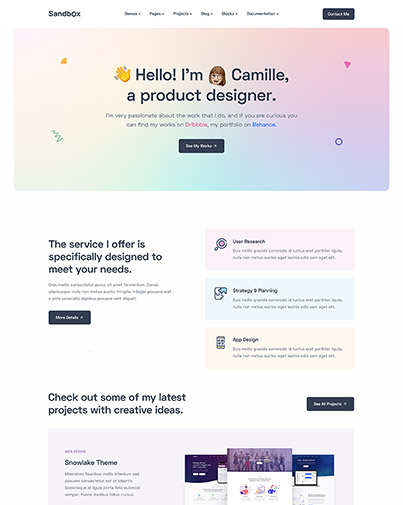 Sandbox
Demos Pages Projects Blog Blocks Documentation
Contact Me
👋 Hello! I'm 👩 Camille,
a product designer.
I'm very passionate about the work that I do, and if you are curious you
can find my works on Dribbble, my portfolio on Behance.
See My Works
The service I offer is
specifically designed to
meet your needs.
Cras mattis consectetur purus sit amet fermentum. Donec
ullamcorper nulla non metus auctor fringilla. Integer posuere erat
a ante venenatis dapibus posuere velit aliquet.
More Details
User Research
Duis mollis commodo luctus erat porttitor ligula,
nulla non metus auctor eget lacinia odio sem eget elit.
Strategy & Planning
Duis mollis commodo luctus erat porttitor ligula,
nulla non metus auctor eget lacinia odio sem eget elit.
App Design
Duis mollis commodo luctus erat porttitor ligula,
nulla non metus auctor eget lacinia odio sem eget elit.
Check out some of my latest
projects with creative ideas.
See All Projects
WEB DESIGN
Snowlake Theme
Maecenas faucibus mollis interdum sed
posuere consectetur est at lobortis.
Scelerisque id ligula porta felis euismod
semper. Fusce dapibus tellus cursus.